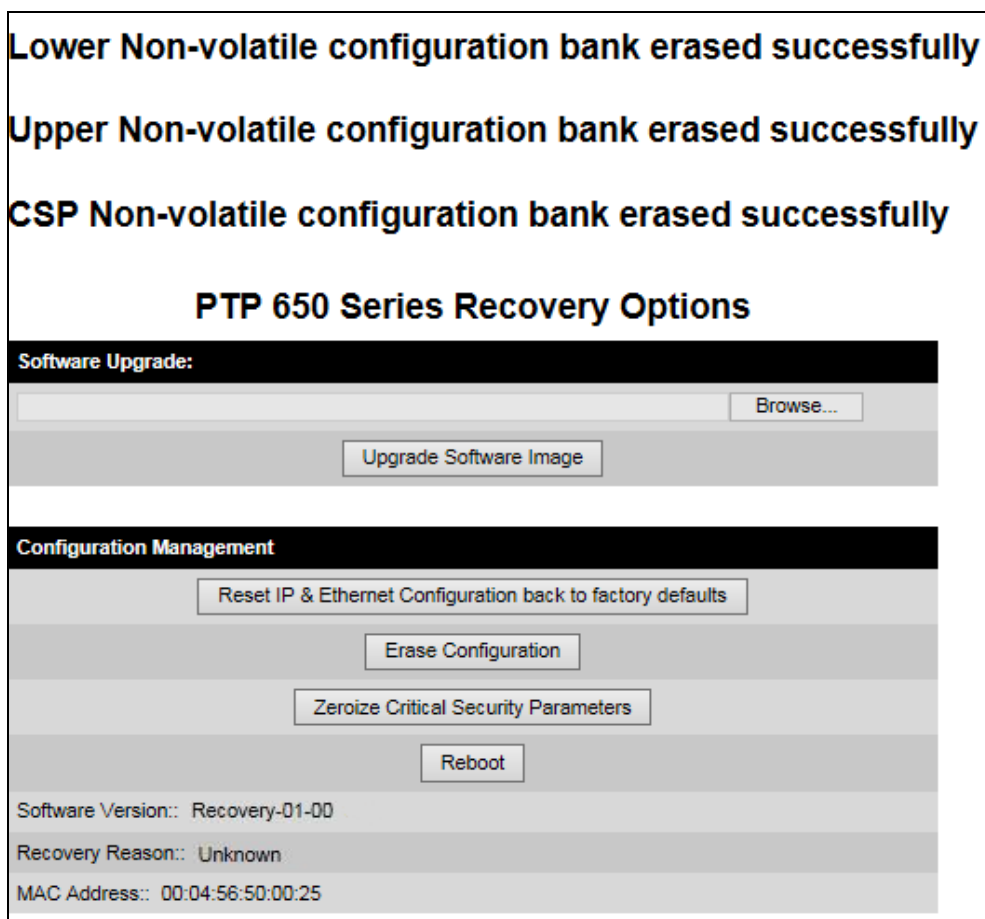 Lower Non-volatile configuration bank erased successfully
Upper Non-volatile configuration bank erased successfully
CSP Non-volatile configuration bank erased successfully
PTP 650 Series Recovery Options
Software Upgrade:
Browse...
Upgrade Software Image
Configuration Management
Reset IP & Ethernet Configuration back to factory defaults
Erase Configuration
Zeroize Critical Security Parameters
Reboot
Software Version:: Recovery-01-00
Recovery Reason:: Unknown
MAC Address:: 00:04:56:50:00:25